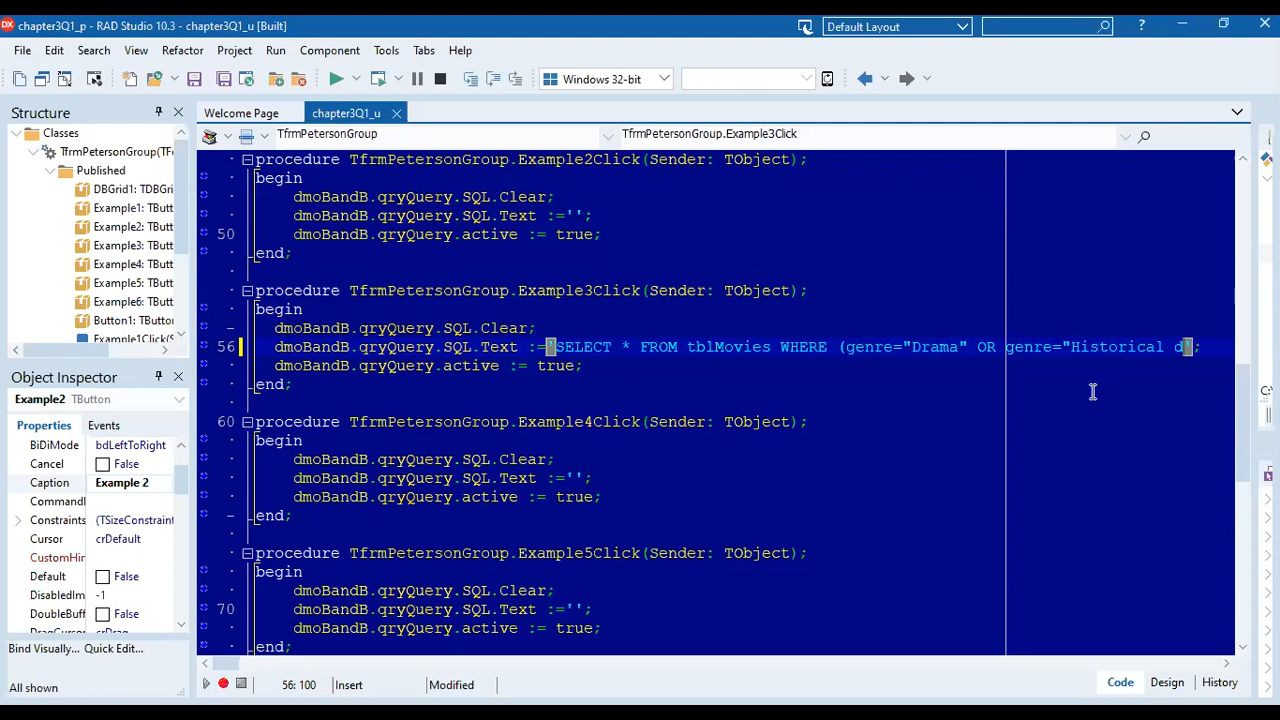 chapter3Q1_p - RAD Studio 10.3 - chapter3Q1_u [Built]
Default Layout
File Edit Search View Refactor Project Run Component Tools Tabs Help
Windows 32-bit
Structure
Welcome Page chapter3Q1_u
TfrmPetersonGroup TfrmPetersonGroup.Example3Click
Classes
TfrmPetersonGroup(TFo
Published
DBGrid1: TDBGri
Example1: TButt
Example2: TButt
Example3: TButt
Example4: TButt
Example5: TButt
Example6: TButt
Button1: TButto
Example1Click(S
procedure TfrmPetersonGroup.Example2Click(Sender: TObject);
begin
dmoBandB.qryQuery.SQL.Clear;
dmoBandB.qryQuery.SQL.Text :='';
50 dmoBandB.qryQuery.active := true;
end;
procedure TfrmPetersonGroup.Example3Click(Sender: TObject);
begin
dmoBandB.qryQuery.SQL.Clear;
56 dmoBandB.qryQuery.SQL.Text :='SELECT * FROM tblMovies WHERE (genre="Drama" OR genre="Historical d';
dmoBandB.qryQuery.active := true;
end;
60 procedure TfrmPetersonGroup.Example4Click(Sender: TObject);
begin
dmoBandB.qryQuery.SQL.Clear;
dmoBandB.qryQuery.SQL.Text :='';
dmoBandB.qryQuery.active := true;
end;
procedure TfrmPetersonGroup.Example5Click(Sender: TObject);
begin
dmoBandB.qryQuery.SQL.Clear;
70 dmoBandB.qryQuery.SQL.Text :='';
dmoBandB.qryQuery.active := true;
end;
Object Inspector
Example2 TButton
Properties Events
BiDiMode bdLeftToRight
Cancel False
Caption Example 2
Command
Constraints (TSizeConstraint
Cursor crDefault
CustomHin
Default False
DisabledIm -1
DoubleBuff False
DragCursor crDrag
Bind Visually... Quick Edit...
All shown
56: 100 Insert Modified
Code Design History
C: